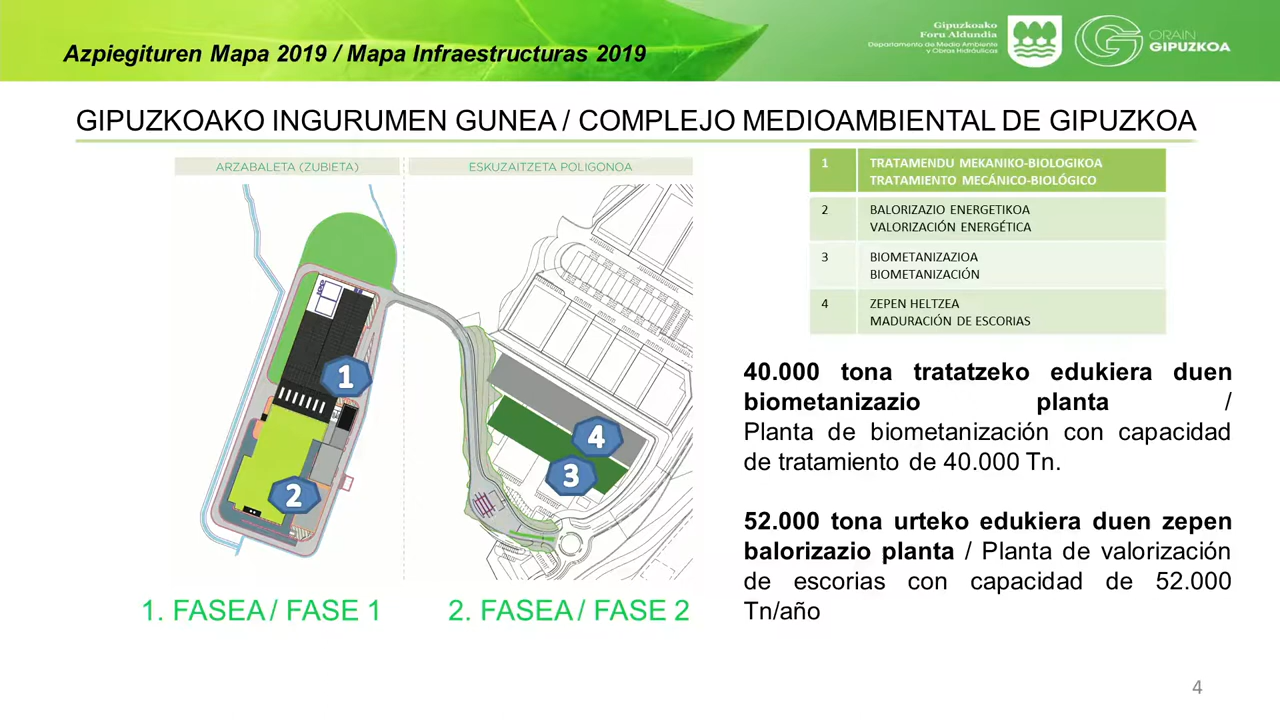 Azpiegituren Mapa 2019 / Mapa Infraestructuras 2019
Gipuzkoako
Foru Aldundia
Departamento de Medio Ambiente
y Obras Hidráulicas
ORAIN
GIPUZKOA
GIPUZKOAKO INGURUMEN GUNEA / COMPLEJO MEDIOAMBIENTAL DE GIPUZKOA
ARZABALETA (ZUBIETA)
ESKUZAITZETA POLIGONOA
1
2
3
4
1. FASEA / FASE 1
2. FASEA / FASE 2
1 TRATAMENDU MEKANIKO-BIOLOGIKOA
TRATAMIENTO MECÁNICO-BIOLÓGICO
2 BALORIZAZIO ENERGETIKOA
VALORIZACIÓN ENERGÉTICA
3 BIOMETANIZAZIOA
BIOMETANIZACIÓN
4 ZEPEN HELTZEA
MADURACIÓN DE ESCORIAS
40.000 tona tratatzeko edukiera duen
biometanizazio planta /
Planta de biometanización con capacidad
de tratamiento de 40.000 Tn.
52.000 tona urteko edukiera duen zepen
balorizazio planta / Planta de valorización
de escorias con capacidad de 52.000
Tn/año
4